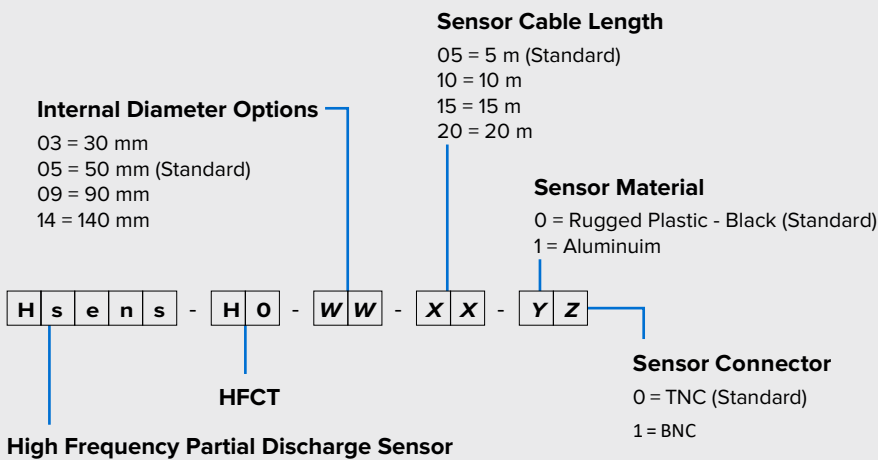 Sensor Cable Length
05 = 5 m (Standard)
10 = 10 m
15 = 15 m
20 = 20 m
Internal Diameter Options
03 = 30 mm
05 = 50 mm (Standard)
09 = 90 mm
14 = 140 mm
Sensor Material
0 = Rugged Plastic - Black (Standard)
1 = Aluminuim
H s e n s - H 0 - W W - X X - Y Z
HFCT
Sensor Connector
0 = TNC (Standard)
1 = BNC
High Frequency Partial Discharge Sensor